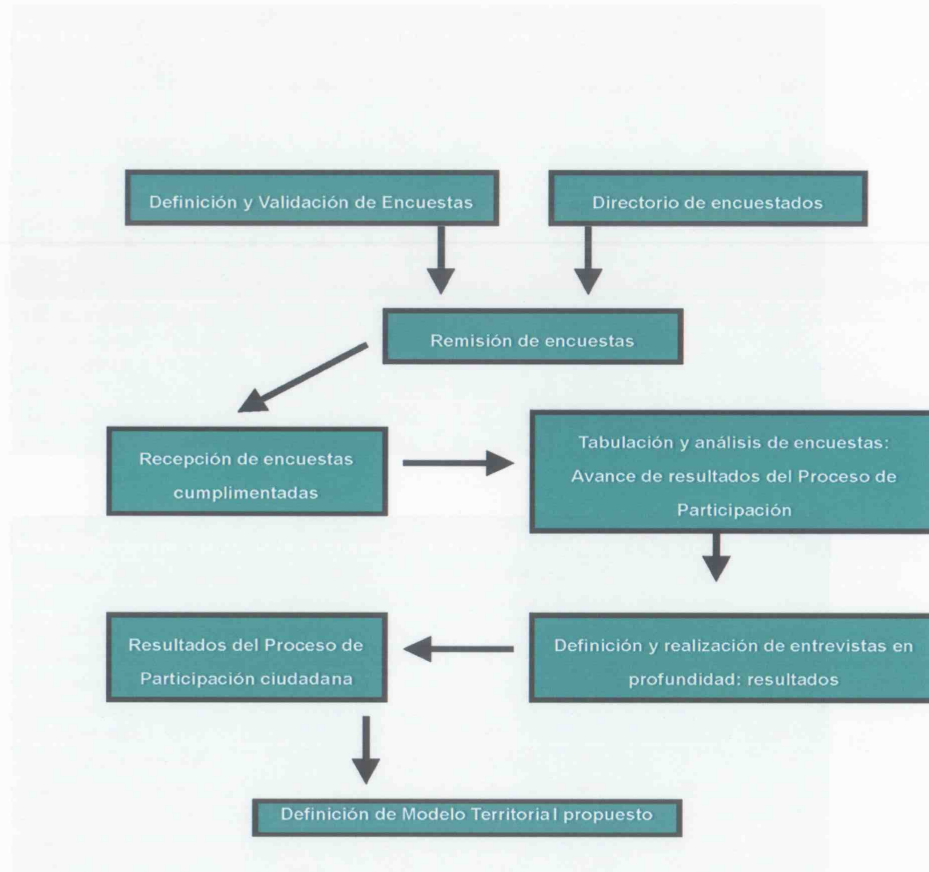 Definición y Validación de Encuestas
Directorio de encuestados
Remisión de encuestas
Recepción de encuestas
cumplimentadas
Tabulación y análisis de encuestas:
Avance de resultados del Proceso de
Participación
Resultados del Proceso de
Participación ciudadana
Definición y realización de entrevistas en
profundidad: resultados
Definición de Modelo Territorial propuesto